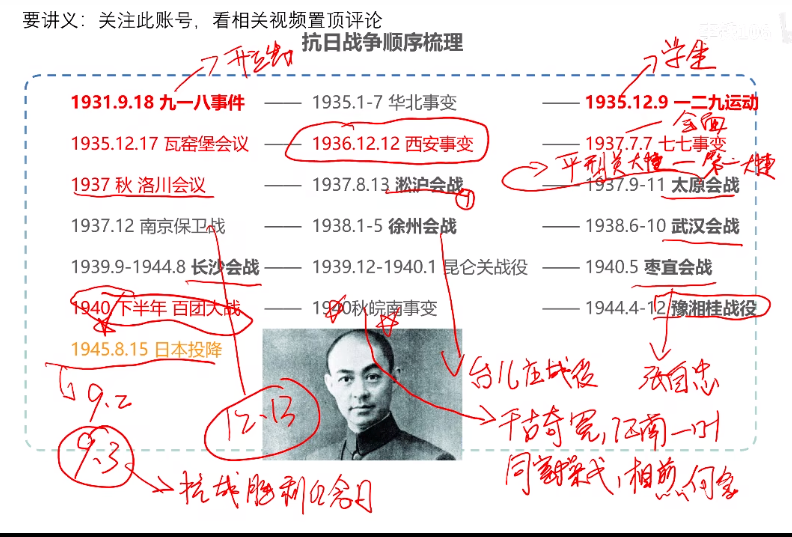 要讲义：关注此账号，看相关视频置顶评论
抗日战争顺序梳理
学生
1931.9.18 九一八事件 —— 1935.1-7 华北事变 —— 1935.12.9 一二九运动
全面
1935.12.17 瓦窑堡会议 1936.12.12 西安事变 1937.7.7 七七事变
平型关大捷 — 第一大捷
1937 秋 洛川会议 —— 1937.8.13 淞沪会战 1937.9-11 太原会战
1937.12 南京保卫战 —— 1938.1-5 徐州会战 —— 1938.6-10 武汉会战
1939.9-1944.8 长沙会战 —— 1939.12-1940.1 昆仑关战役 —— 1940.5 枣宜会战
1940 下半年 百团大战 —— 1940秋皖南事变 —— 1944.4-12 豫湘桂战役
1945.8.15 日本投降
台儿庄战役
张自忠
9.2
12.13
千古奇冤，江南一叶
9.3
同室操戈，相煎何急
抗战胜利纪念日